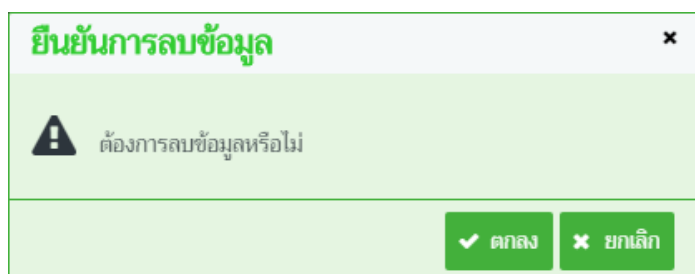 ยืนยันการลบข้อมูล
ต้องการลบข้อมูลหรือไม่
ตกลง ยกเลิก